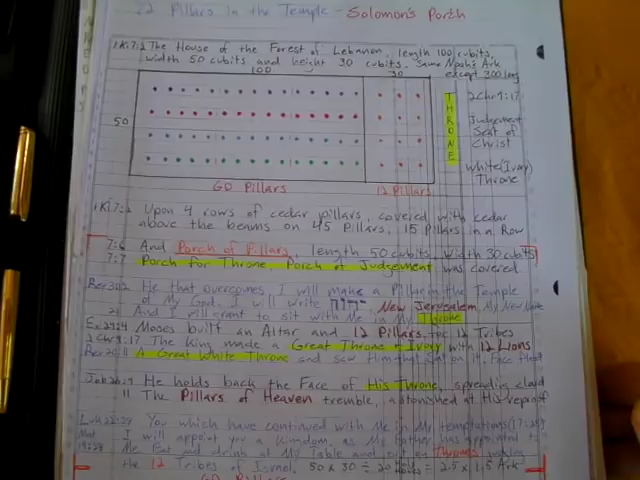 22 Pillars in the Temple - Solomon's Porch
1Ki7:2 The House of the Forest of Lebanon, length 100 cubits,
width 50 cubits and height 30 cubits. Same Noah's Ark
except 300 long
100 30
50
THRONE
2Chr9:17
Judgement
Seat of
Christ
White (Ivory)
Throne
60 Pillars 12 Pillars
1Ki7:2 Upon 4 rows of cedar pillars, covered with cedar
above the beams on 45 Pillars, 15 Pillars in a Row
7:6 And Porch of Pillars, length 50 cubits, width 30 cubits
7:7 Porch for Throne, Porch of Judgement was covered
Rev3:12 He that overcomes I will make a Pillar in the Temple
of My God. I will write יהוה, New Jerusalem, My New Name
21 And I will grant to sit with Me in My Throne
Ex24:4 Moses built an Altar and 12 Pillars for 12 Tribes
2Chr9:17 The King made a Great Throne of Ivory with 12 Lions
Rev20:11 A Great White Throne and saw Him that sat on it, Face
Job26:9 He holds back the Face of His Throne, spreading cloud
11 The Pillars of Heaven tremble, astonished at His reproof
Luk22:29 You which have continued with Me in My temptations
Mat 19:28 I will appoint you a Kingdom, as My Father has appointed to
Me Eat and drink at My Table and sit on Thrones
the 12 Tribes of Israel. 50 x 30 ÷ 20 = 2.5 x 1.5 Ark
60 Pillars